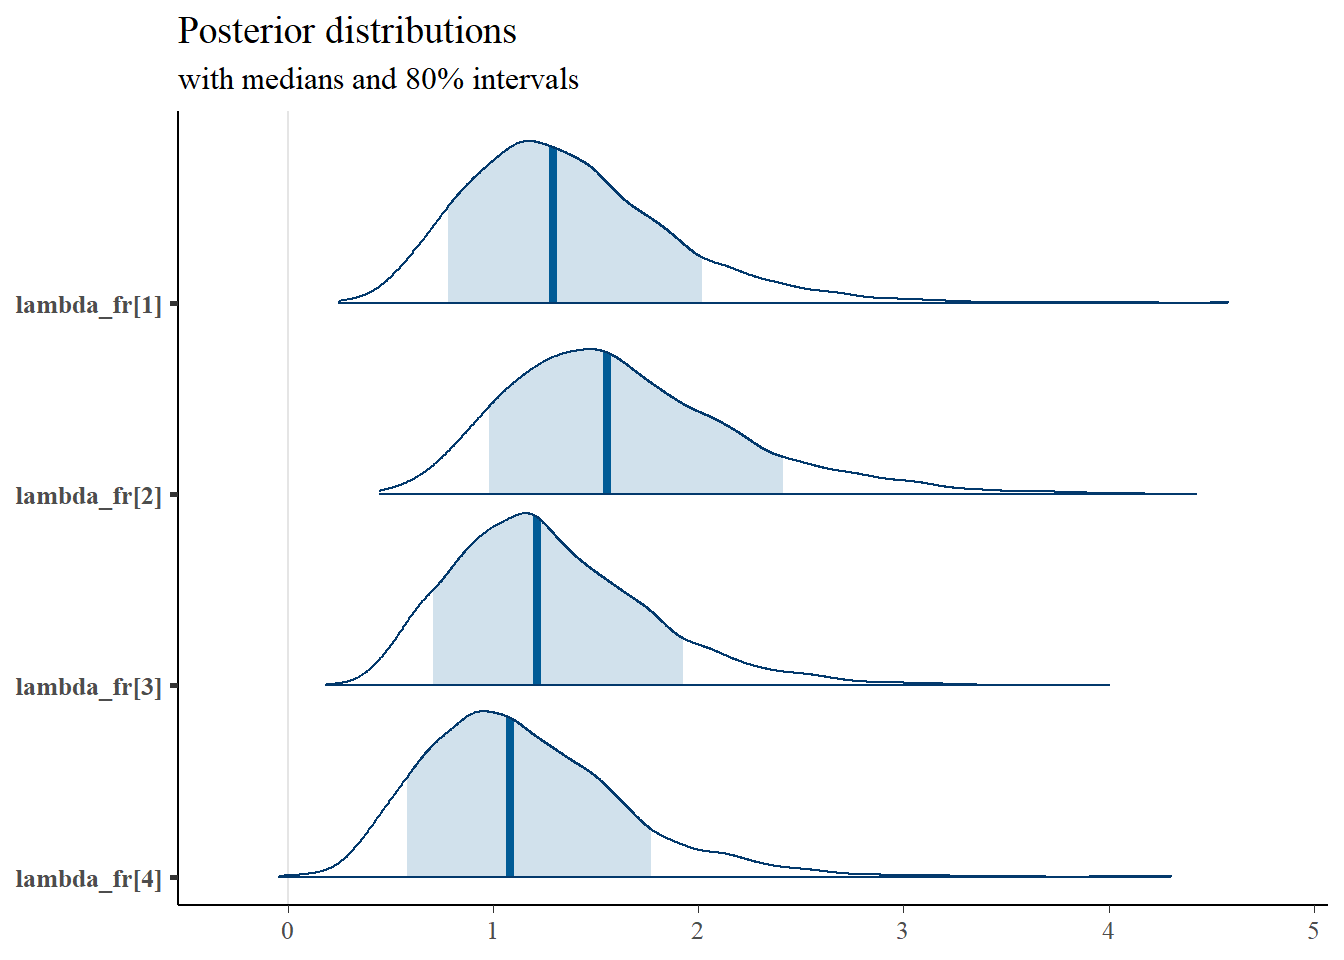 Posterior distributions
with medians and 80% intervals
lambda_fr[1]
lambda_fr[2]
lambda_fr[3]
lambda_fr[4]
0 1 2 3 4 5